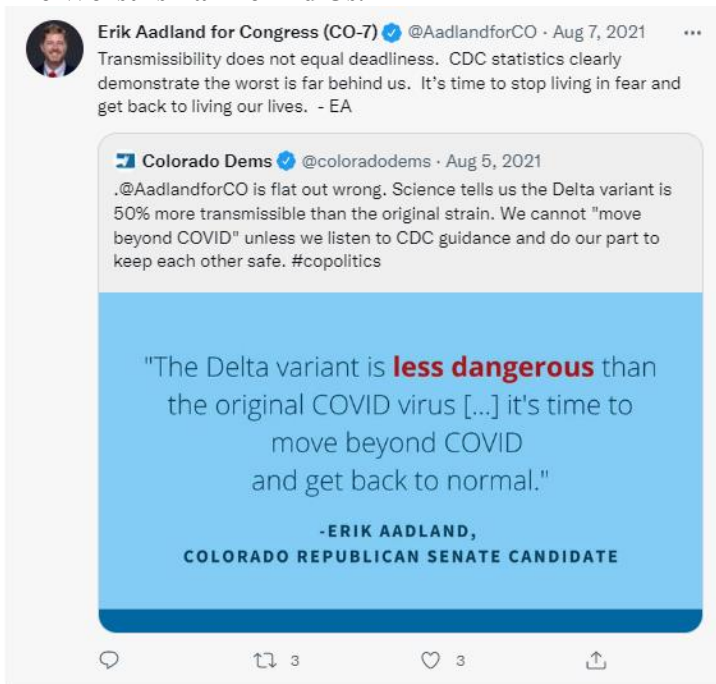 Erik Aadland for Congress (CO-7) @AadlandforCO · Aug 7, 2021 ...
Transmissibility does not equal deadliness. CDC statistics clearly
demonstrate the worst is far behind us. It's time to stop living in fear and
get back to living our lives. - EA
Colorado Dems @coloradodems · Aug 5, 2021
.@AadlandforCO is flat out wrong. Science tells us the Delta variant is
50% more transmissible than the original strain. We cannot "move
beyond COVID" unless we listen to CDC guidance and do our part to
keep each other safe. #copolitics
"The Delta variant is less dangerous than
the original COVID virus [...] it's time to
move beyond COVID
and get back to normal."
-ERIK AADLAND,
COLORADO REPUBLICAN SENATE CANDIDATE
3 3